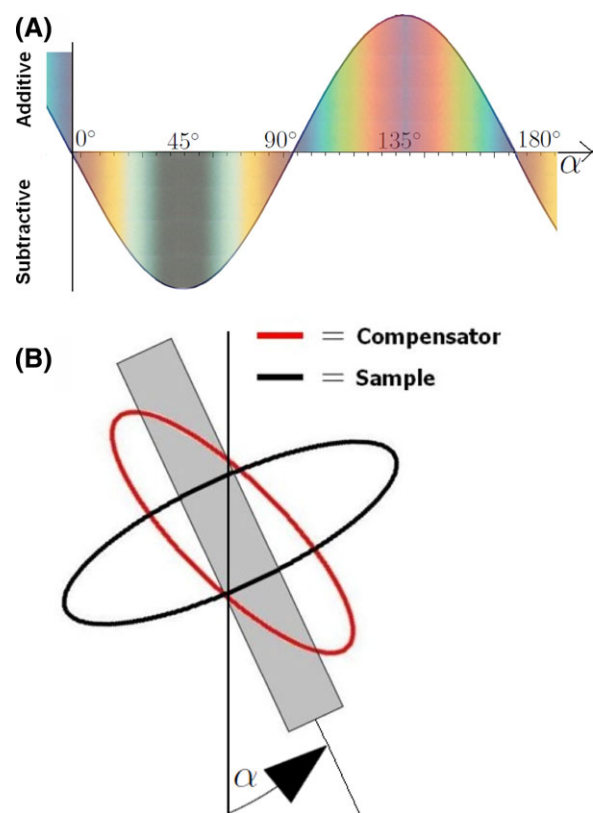 (A)
Additive
Subtractive
0° 45° 90° 135° 180°
α
(B)
= Compensator
= Sample
α